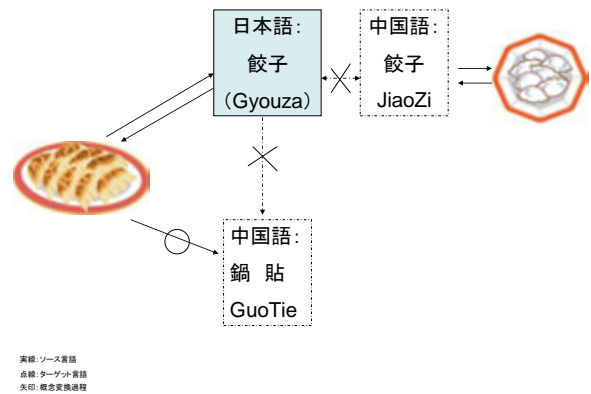 日本語:
餃子
(Gyouza)
中国語:
餃子
JiaoZi
中国語:
鍋 貼
GuoTie
実線:ソース言語
点線:ターゲット言語
矢印:概念変換過程